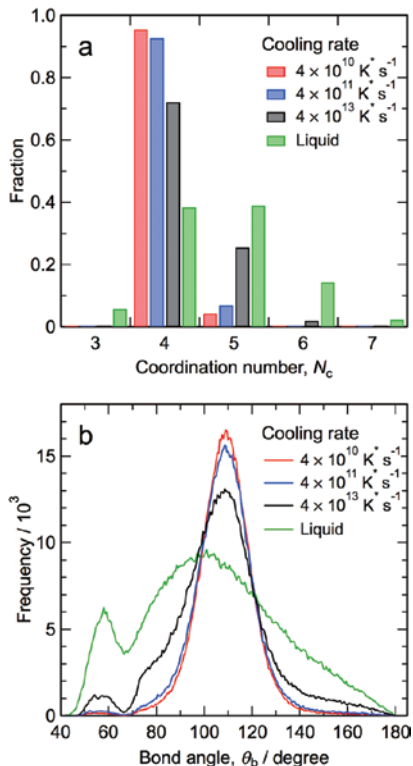 a
Cooling rate
4 × 10¹⁰ K* s⁻¹
4 × 10¹¹ K* s⁻¹
4 × 10¹³ K* s⁻¹
Liquid
Fraction
1.0
0.8
0.6
0.4
0.2
0
3 4 5 6 7
Coordination number, Nc
b
Cooling rate
4 × 10¹⁰ K* s⁻¹
4 × 10¹¹ K* s⁻¹
4 × 10¹³ K* s⁻¹
Liquid
Frequency / 10³
15
10
5
0
40 60 80 100 120 140 160 180
Bond angle, θb / degree